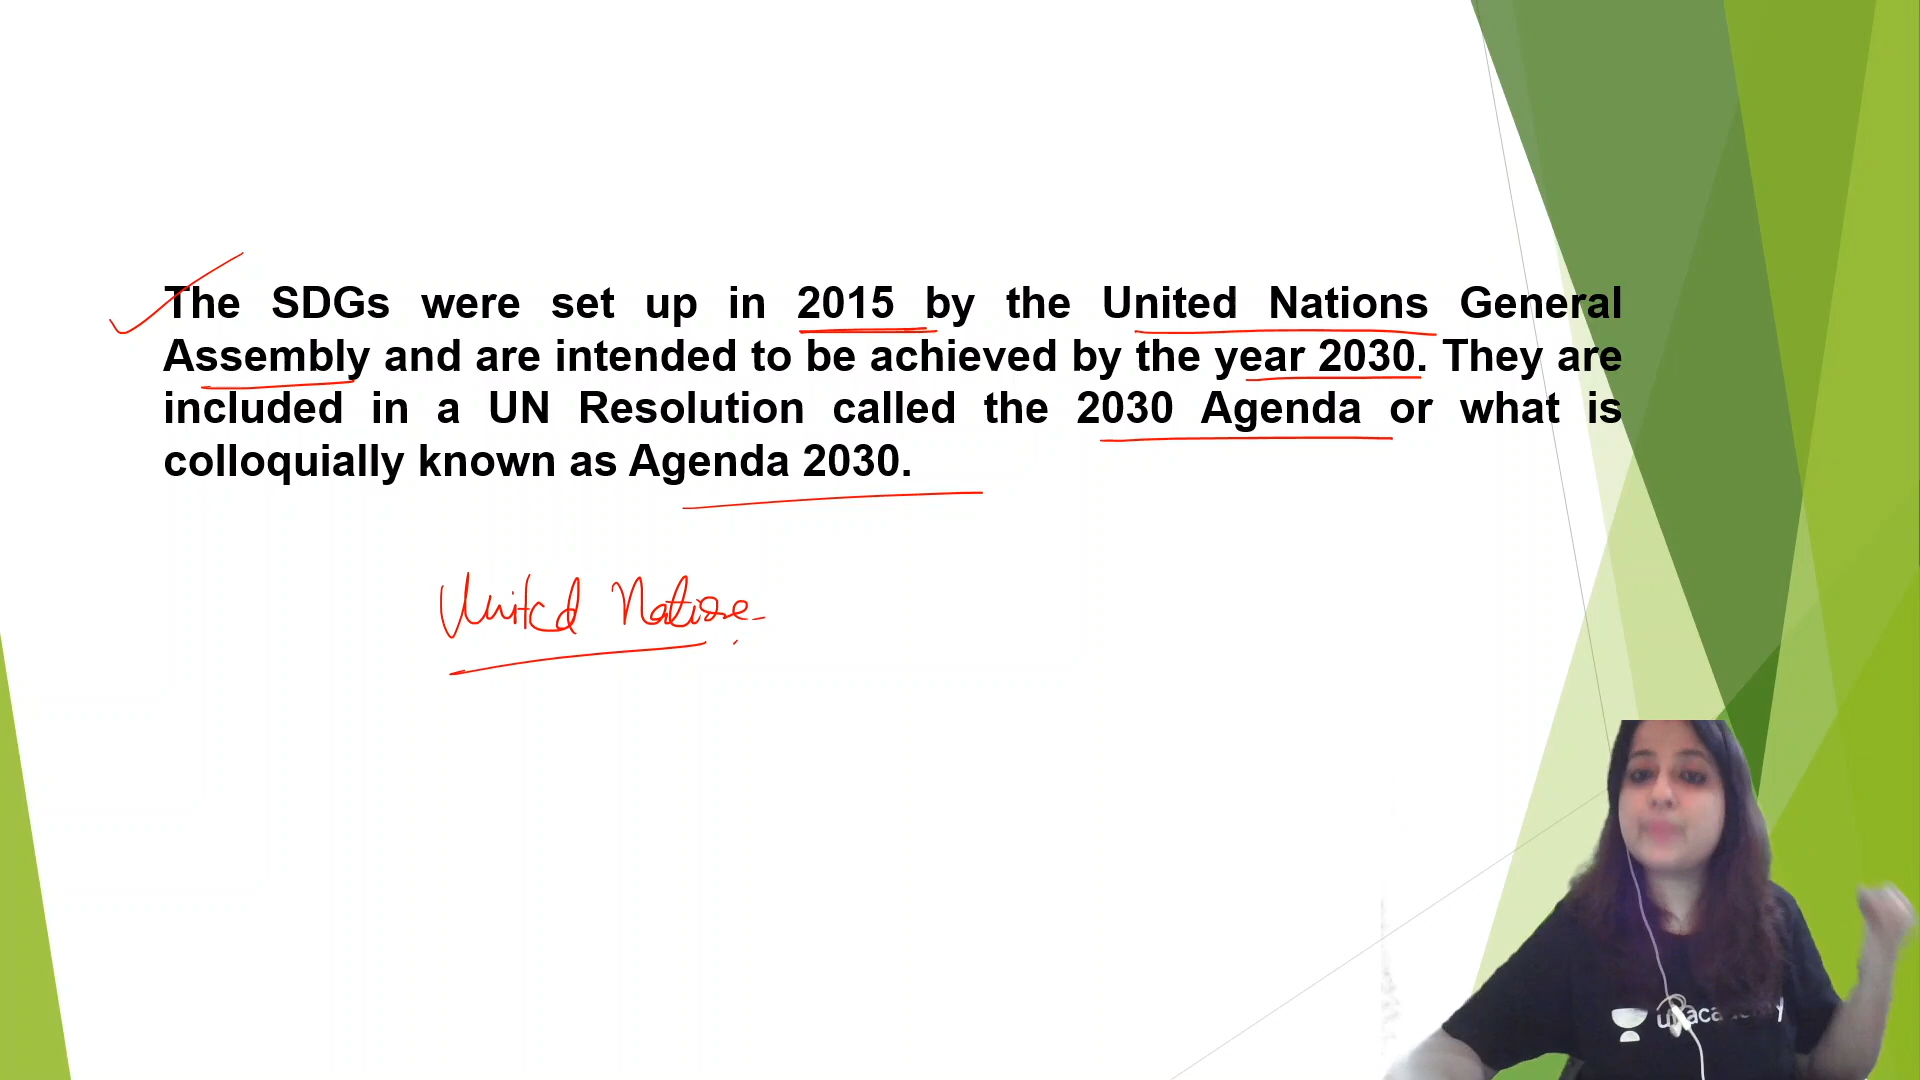 The SDGs were set up in 2015 by the United Nations General
Assembly and are intended to be achieved by the year 2030. They are
included in a UN Resolution called the 2030 Agenda or what is
colloquially known as Agenda 2030.
United Nations
unacademy